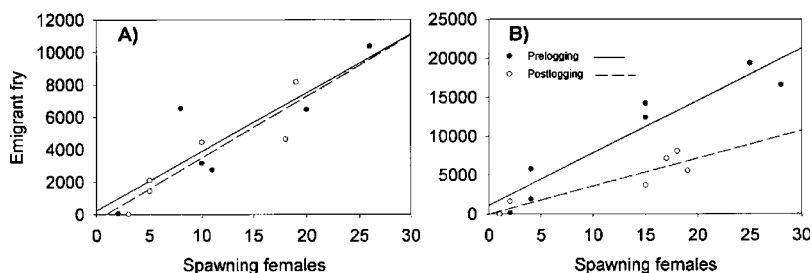 A)
12000
10000
8000
6000
4000
2000
0
Emigrant fry
0 5 10 15 20 25 30
Spawning females
B)
25000
20000
15000
10000
5000
0
Prelogging
Postlogging
0 5 10 15 20 25 30
Spawning females